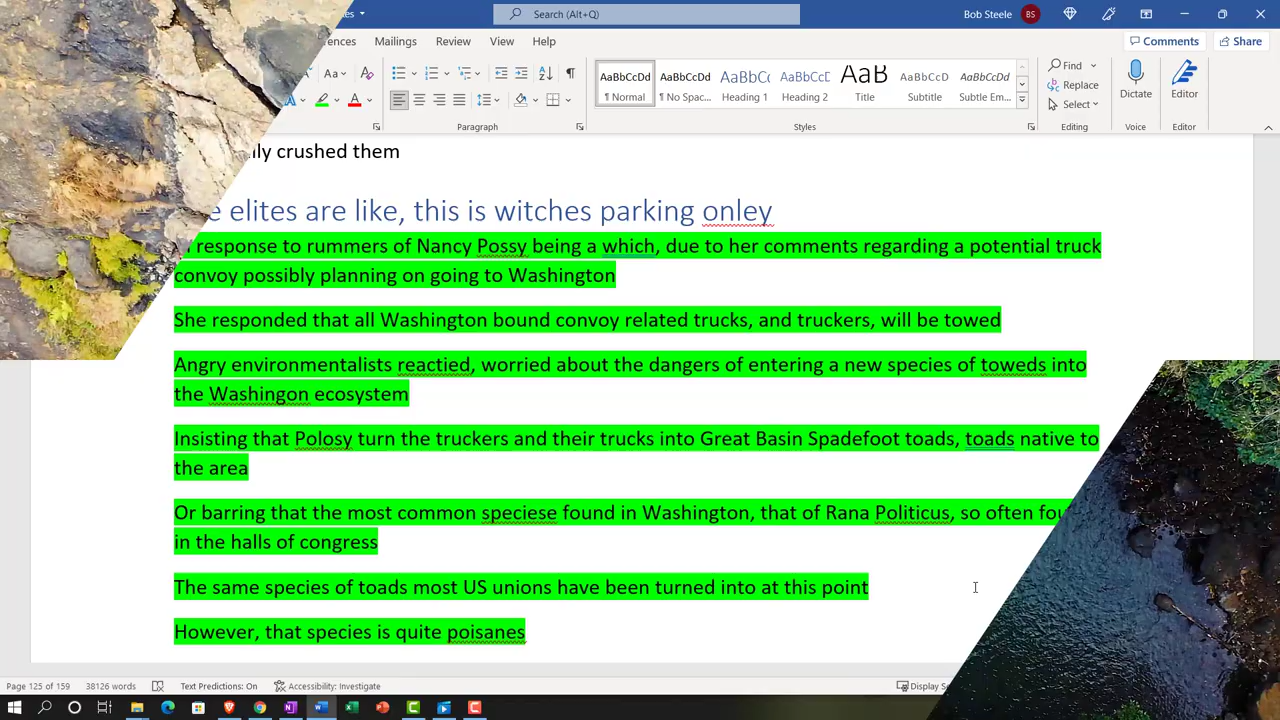 Search (Alt+Q)
Bob Steele
BS
Mailings
Review
View
Help
Comments
Share
Aa
A
A
AaBbCcDd
AaBbCcDd
AaBbCc
AaBbCcD
AaB
AaBbCcDd
AaBbCcDd
¶ Normal
¶ No Spac...
Heading 1
Heading 2
Title
Subtitle
Subtle Em...
Find
Replace
Select
Dictate
Editor
Paragraph
Styles
Editing
Voice
Editor
crushed them
elites are like, this is witches parking onley
response to rummers of Nancy Possy being a which, due to her comments regarding a potential truck
convoy possibly planning on going to Washington
She responded that all Washington bound convoy related trucks, and truckers, will be towed
Angry environmentalists reactied, worried about the dangers of entering a new species of toweds into
the Washingon ecosystem
Insisting that Polosy turn the truckers and their trucks into Great Basin Spadefoot toads, toads native to
the area
Or barring that the most common speciese found in Washington, that of Rana Politicus, so often
in the halls of congress
The same species of toads most US unions have been turned into at this point
However, that species is quite poisanes
Page 125 of 159
38126 words
Text Predictions: On
Accessibility: Investigate
Display